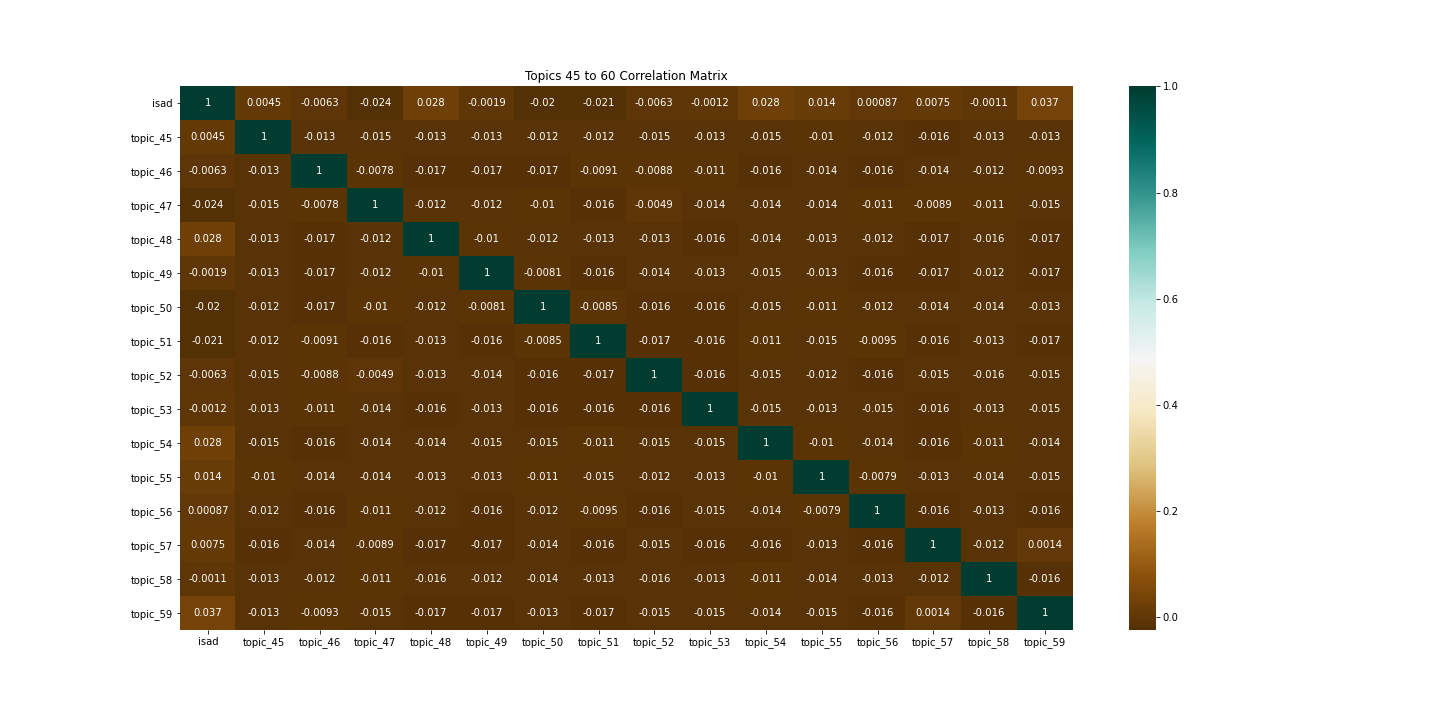 Topics 45 to 60 Correlation Matrix
isad 1 0.0045 -0.0063 -0.024 0.028 -0.0019 -0.02 -0.021 -0.0063 -0.0012 0.028 0.014 0.00087 0.0075 -0.0011 0.037
topic_45 0.0045 1 -0.013 -0.015 -0.013 -0.013 -0.012 -0.012 -0.015 -0.013 -0.015 -0.01 -0.012 -0.016 -0.013 -0.013
topic_46 -0.0063 -0.013 1 -0.0078 -0.017 -0.017 -0.017 -0.0091 -0.0088 -0.011 -0.016 -0.014 -0.016 -0.014 -0.012 -0.0093
topic_47 -0.024 -0.015 -0.0078 1 -0.012 -0.012 -0.01 -0.016 -0.0049 -0.014 -0.014 -0.014 -0.011 -0.0089 -0.011 -0.015
topic_48 0.028 -0.013 -0.017 -0.012 1 -0.01 -0.012 -0.013 -0.013 -0.016 -0.014 -0.013 -0.012 -0.017 -0.016 -0.017
topic_49 -0.0019 -0.013 -0.017 -0.012 -0.01 1 -0.0081 -0.016 -0.014 -0.013 -0.015 -0.013 -0.016 -0.017 -0.012 -0.017
topic_50 -0.02 -0.012 -0.017 -0.01 -0.012 -0.0081 1 -0.0085 -0.016 -0.016 -0.015 -0.011 -0.012 -0.014 -0.014 -0.013
topic_51 -0.021 -0.012 -0.0091 -0.016 -0.013 -0.016 -0.0085 1 -0.017 -0.016 -0.011 -0.015 -0.0095 -0.016 -0.013 -0.017
topic_52 -0.0063 -0.015 -0.0088 -0.0049 -0.013 -0.014 -0.016 -0.017 1 -0.016 -0.015 -0.012 -0.016 -0.015 -0.016 -0.015
topic_53 -0.0012 -0.013 -0.011 -0.014 -0.016 -0.013 -0.016 -0.016 -0.016 1 -0.015 -0.013 -0.015 -0.016 -0.013 -0.015
topic_54 0.028 -0.015 -0.016 -0.014 -0.014 -0.015 -0.015 -0.011 -0.015 -0.015 1 -0.01 -0.014 -0.016 -0.011 -0.014
topic_55 0.014 -0.01 -0.014 -0.014 -0.013 -0.013 -0.011 -0.015 -0.012 -0.013 -0.01 1 -0.0079 -0.013 -0.014 -0.015
topic_56 0.00087 -0.012 -0.016 -0.011 -0.012 -0.016 -0.012 -0.0095 -0.016 -0.015 -0.014 -0.0079 1 -0.016 -0.013 -0.016
topic_57 0.0075 -0.016 -0.014 -0.0089 -0.017 -0.017 -0.014 -0.016 -0.015 -0.016 -0.016 -0.013 -0.016 1 -0.012 0.0014
topic_58 -0.0011 -0.013 -0.012 -0.011 -0.016 -0.012 -0.014 -0.013 -0.016 -0.013 -0.011 -0.014 -0.013 -0.012 1 -0.016
topic_59 0.037 -0.013 -0.0093 -0.015 -0.017 -0.017 -0.013 -0.017 -0.015 -0.015 -0.014 -0.015 -0.016 0.0014 -0.016 1
isad topic_45 topic_46 topic_47 topic_48 topic_49 topic_50 topic_51 topic_52 topic_53 topic_54 topic_55 topic_56 topic_57 topic_58 topic_59
1.0
0.8
0.6
0.4
0.2
0.0